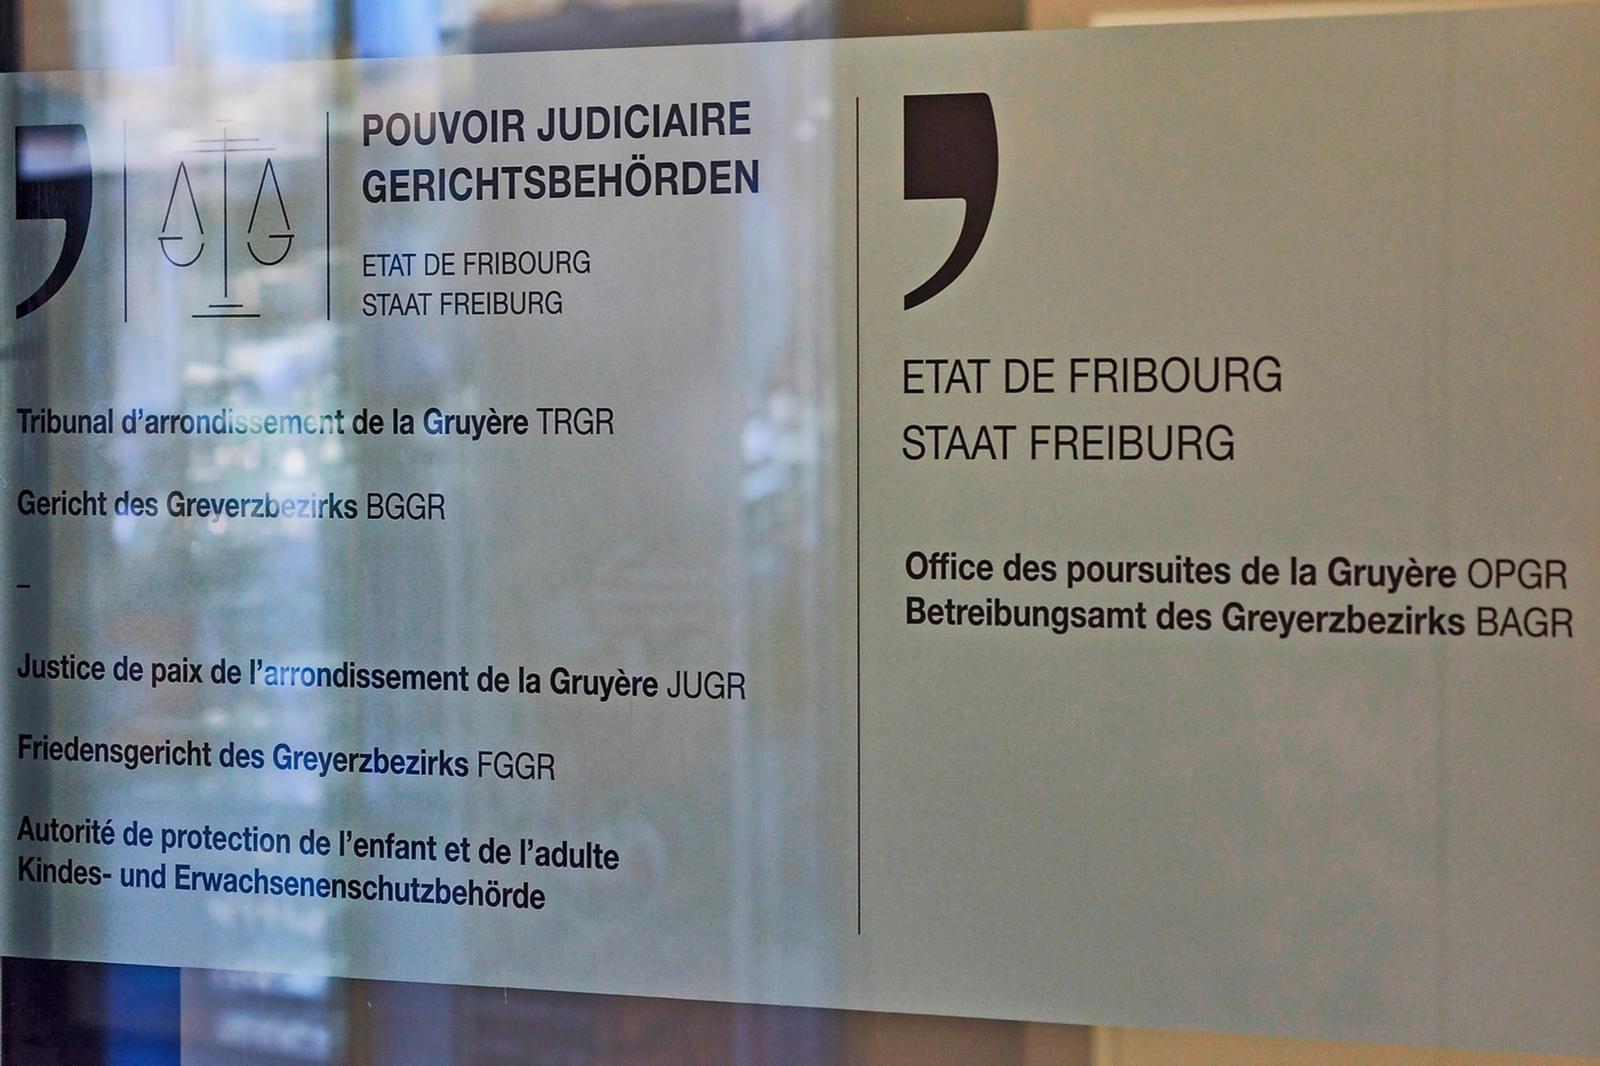 POUVOIR JUDICIAIRE
GERICHTSBEHÖRDEN
ETAT DE FRIBOURG
STAAT FREIBURG
Tribunal d’arrondissement de la Gruyère TRGR
Gericht des Greyerzbezirks BGGR
–
Justice de paix de l’arrondissement de la Gruyère JUGR
Friedensgericht des Greyerzbezirks FGGR
Autorité de protection de l’enfant et de l’adulte
Kindes- und Erwachsenenschutzbehörde
ETAT DE FRIBOURG
STAAT FREIBURG
Office des poursuites de la Gruyère OPGR
Betreibungsamt des Greyerzbezirks BAGR